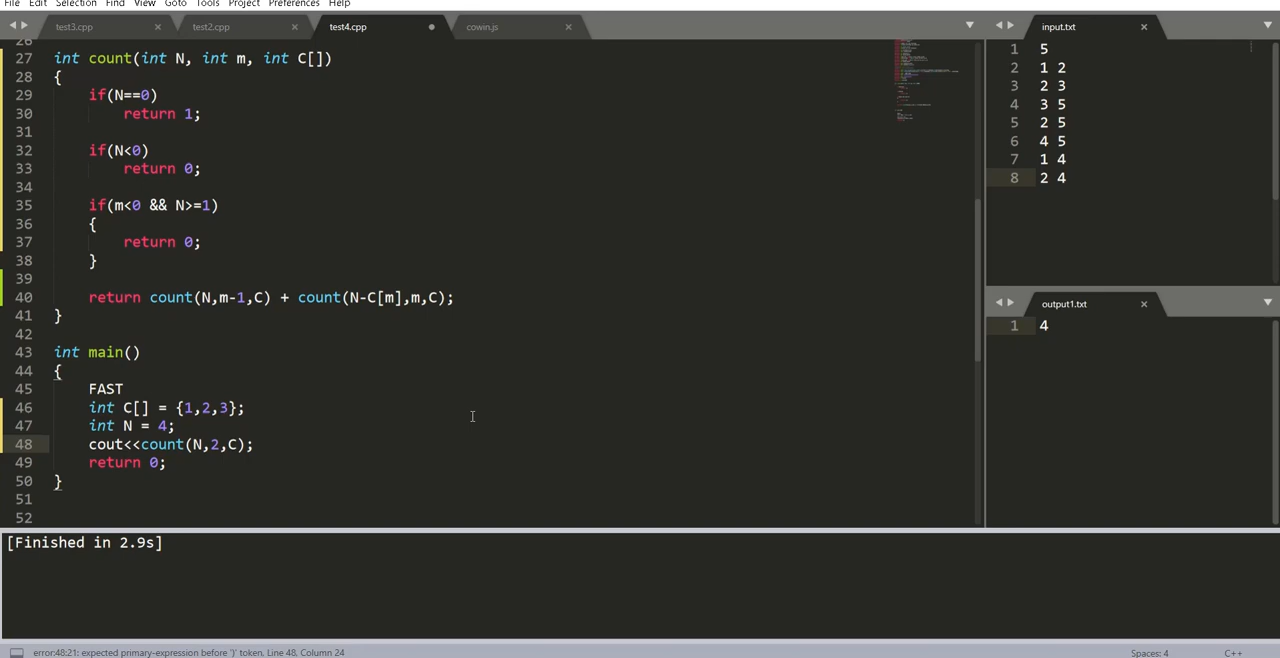 File Edit Selection Find View Goto Tools Project Preferences Help
test3.cpp test2.cpp test4.cpp cowin.js
27 int count(int N, int m, int C[])
28 {
29 if(N==0)
30 return 1;
31
32 if(N<0)
33 return 0;
34
35 if(m<0 && N>=1)
36 {
37 return 0;
38 }
39
40 return count(N,m-1,C) + count(N-C[m],m,C);
41 }
42
43 int main()
44 {
45 FAST
46 int C[] = {1,2,3};
47 int N = 4;
48 cout<<count(N,2,C);
49 return 0;
50 }
51
52
input.txt
1 5
2 1 2
3 2 3
4 3 5
5 2 5
6 4 5
7 1 4
8 2 4
output1.txt
1 4
[Finished in 2.9s]
error:48:21: expected primary-expression before ')' token, Line 48, Column 24
Spaces: 4 C++